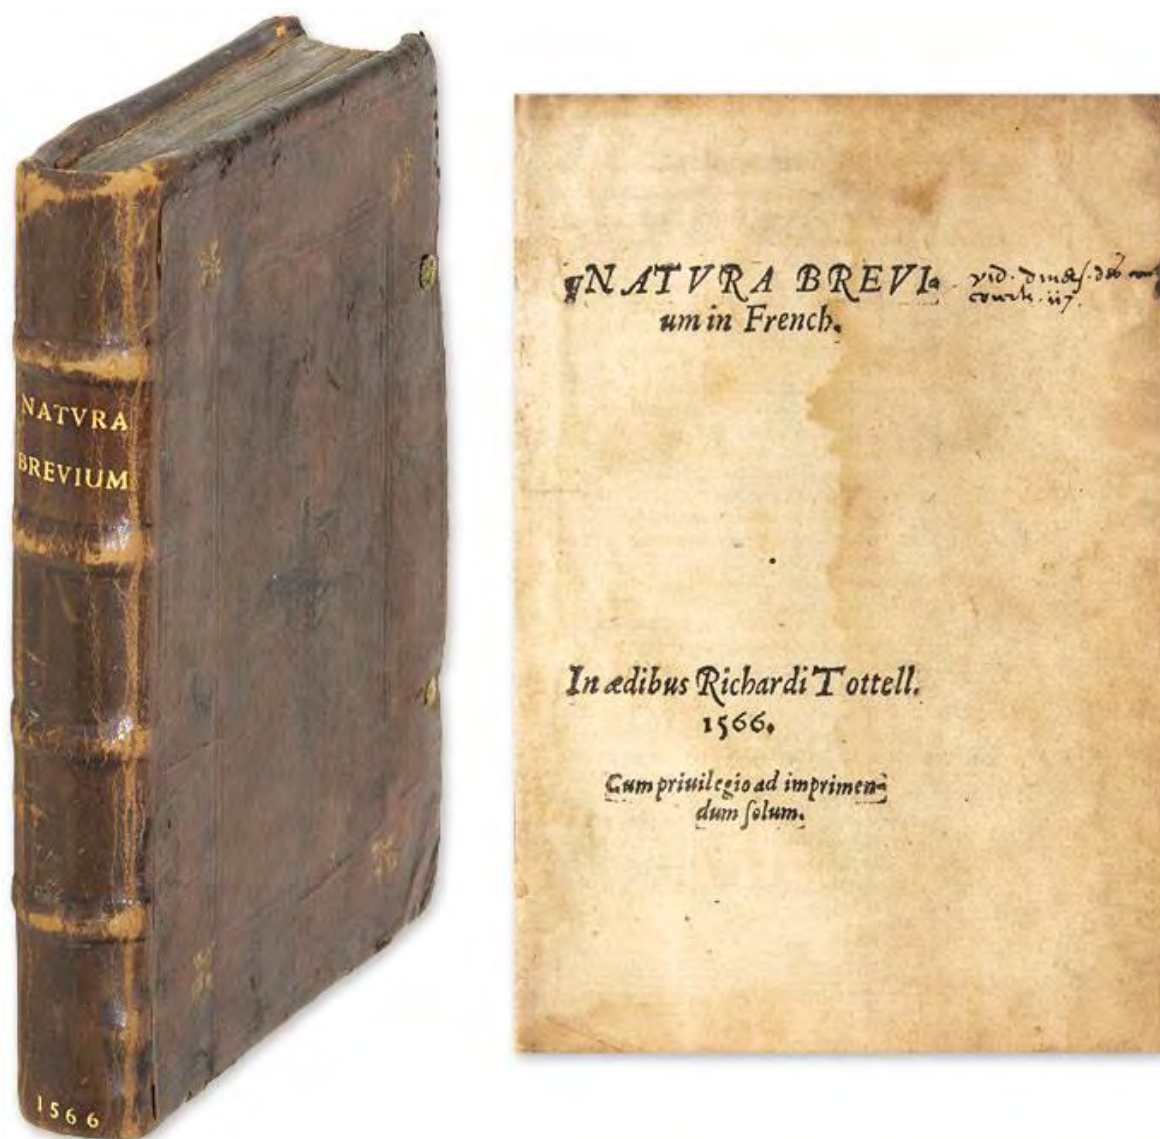 NATVRA
BREVIUM
1566
¶NATVRA BREVI-
um in French.
In ædibus Richardi Tottell.
1566.
Cum priuilegio ad imprimen-
dum ſolum.